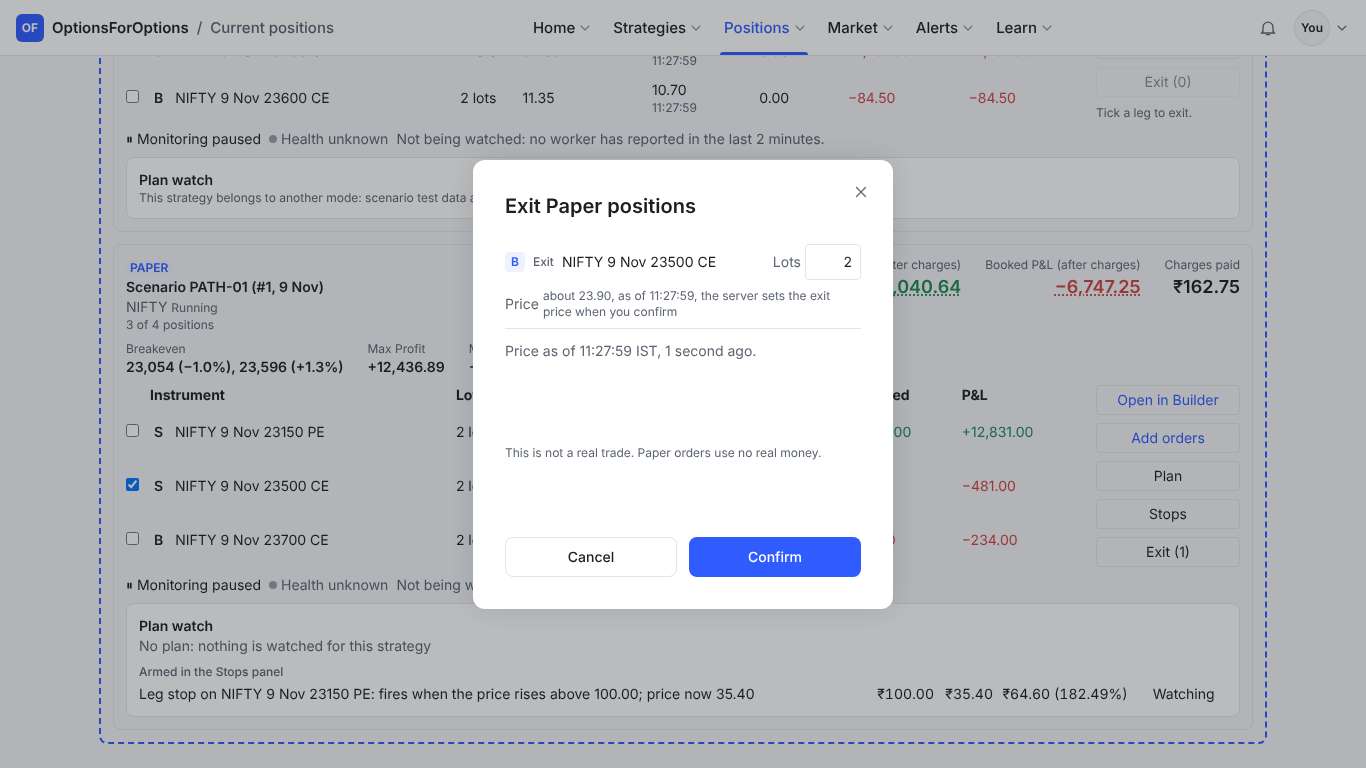 OF OptionsForOptions / Current positions Home Strategies Positions Market Alerts Learn You
11:27:59
Exit (0)
B NIFTY 9 Nov 23600 CE 2 lots 11.35 10.70 0.00 −84.50 −84.50
11:27:59
Tick a leg to exit.
Monitoring paused Health unknown Not being watched: no worker has reported in the last 2 minutes.
Plan watch
This strategy belongs to another mode: scenario test data
Exit Paper positions
B Exit NIFTY 9 Nov 23500 CE Lots 2
Price about 23.90, as of 11:27:59, the server sets the exit
price when you confirm
Price as of 11:27:59 IST, 1 second ago.
This is not a real trade. Paper orders use no real money.
Cancel Confirm
PAPER
Scenario PATH-01 (#1, 9 Nov)
NIFTY Running
3 of 4 positions
ter charges) Booked P&L (after charges) Charges paid
,040.64 −6,747.25 ₹162.75
Breakeven Max Profit
23,054 (−1.0%), 23,596 (+1.3%) +12,436.89
Instrument Lo ed P&L
S NIFTY 9 Nov 23150 PE 2 l 00 +12,831.00
S NIFTY 9 Nov 23500 CE 2 l −481.00
B NIFTY 9 Nov 23700 CE 2 l −234.00
Open in Builder
Add orders
Plan
Stops
Exit (1)
Monitoring paused Health unknown Not being w
Plan watch
No plan: nothing is watched for this strategy
Armed in the Stops panel
Leg stop on NIFTY 9 Nov 23150 PE: fires when the price rises above 100.00; price now 35.40 ₹100.00 ₹35.40 ₹64.60 (182.49%) Watching